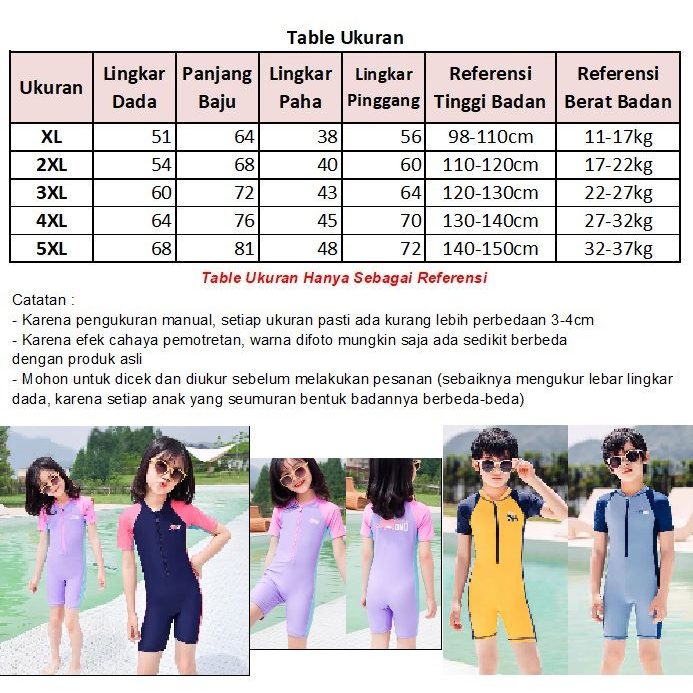 Table Ukuran
Ukuran Lingkar Dada Panjang Baju Lingkar Paha Lingkar Pinggang Referensi Tinggi Badan Referensi Berat Badan
XL 51 64 38 56 98-110cm 11-17kg
2XL 54 68 40 60 110-120cm 17-22kg
3XL 60 72 43 64 120-130cm 22-27kg
4XL 64 76 45 70 130-140cm 27-32kg
5XL 68 81 48 72 140-150cm 32-37kg
Table Ukuran Hanya Sebagai Referensi
Catatan :
- Karena pengukuran manual, setiap ukuran pasti ada kurang lebih perbedaan 3-4cm
- Karena efek cahaya pemotretan, warna difoto mungkin saja ada sedikit berbeda
dengan produk asli
- Mohon untuk dicek dan diukur sebelum melakukan pesanan (sebaiknya mengukur lebar lingkar
dada, karena setiap anak yang seumuran bentuk badannya berbeda-beda)